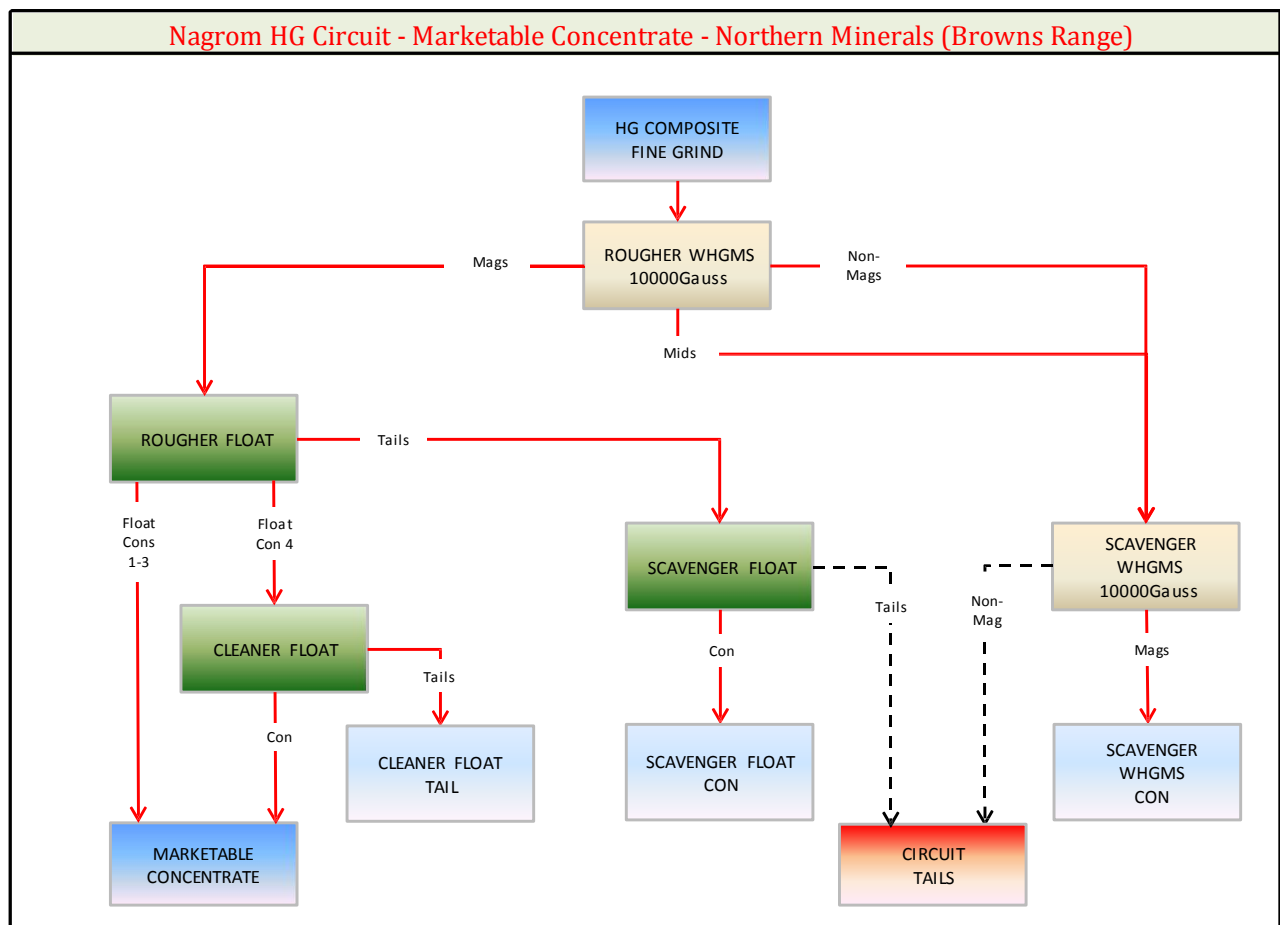 Nagrom HG Circuit - Marketable Concentrate - Northern Minerals (Browns Range)
HG COMPOSITE
FINE GRIND
ROUGHER WHGMS
10000Gauss
Mags
Non-
Mags
Mids
ROUGHER FLOAT
Tails
Float
Cons
1-3
Float
Con 4
SCAVENGER FLOAT
SCAVENGER
WHGMS
10000Gauss
Tails
Non-
Mag
CLEANER FLOAT
Con
Mags
Tails
Con
CLEANER FLOAT
TAIL
SCAVENGER FLOAT
CON
SCAVENGER
WHGMS
CON
MARKETABLE
CONCENTRATE
CIRCUIT
TAILS